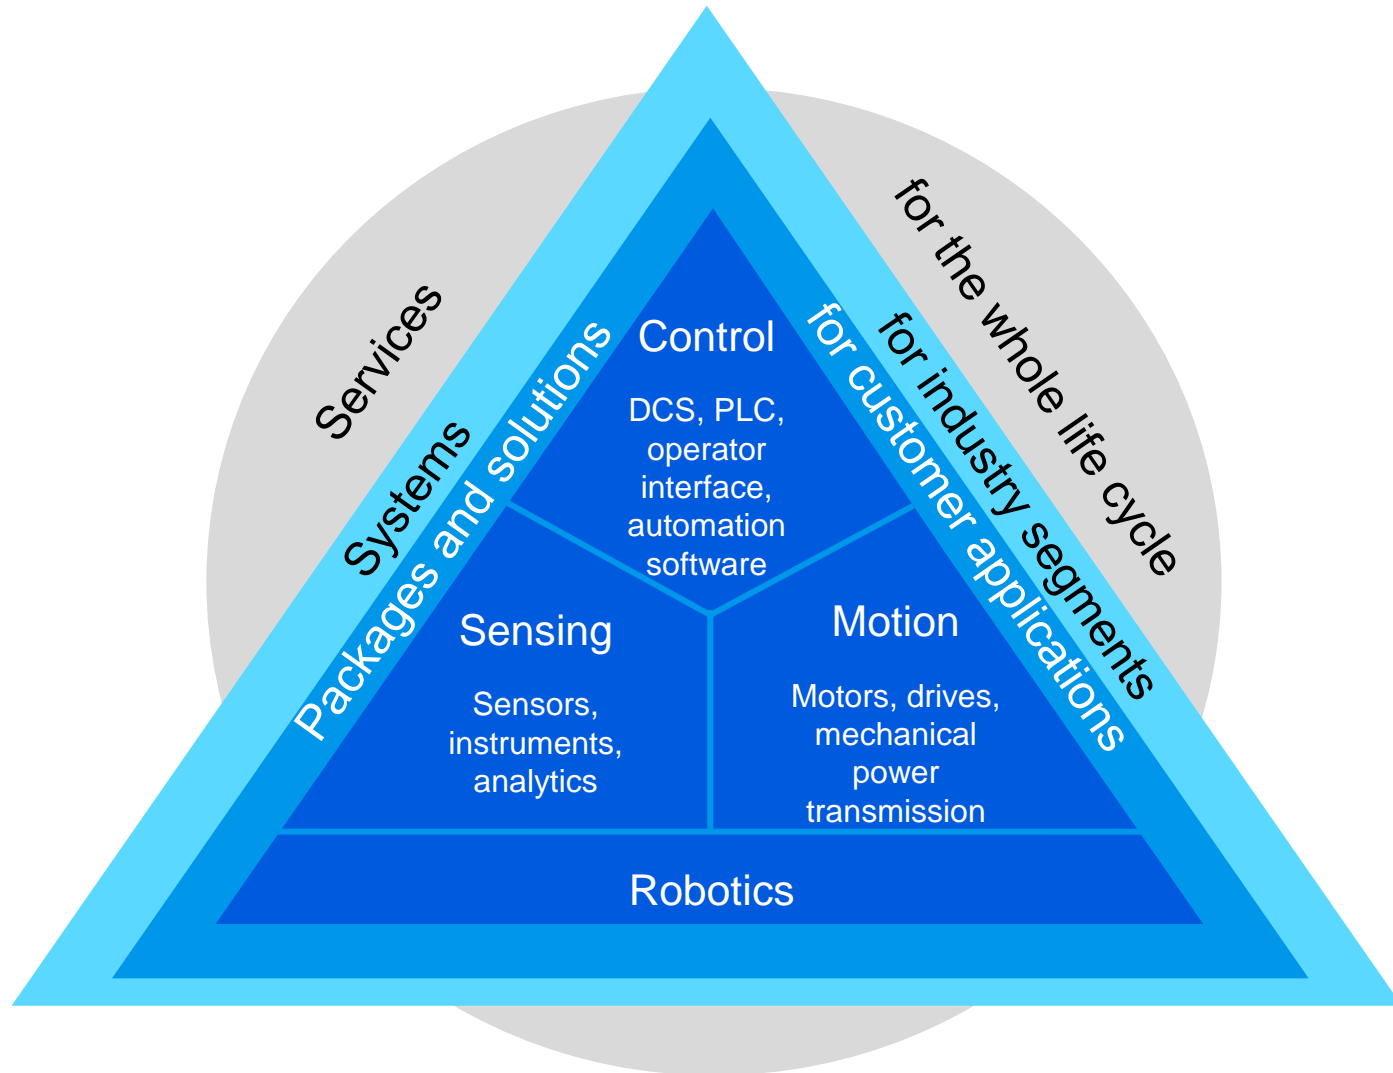 Services
for the whole life cycle
Systems
for industry segments
Packages and solutions
for customer applications
Control
DCS, PLC,
operator
interface,
automation
software
Sensing
Sensors,
instruments,
analytics
Motion
Motors, drives,
mechanical
power
transmission
Robotics